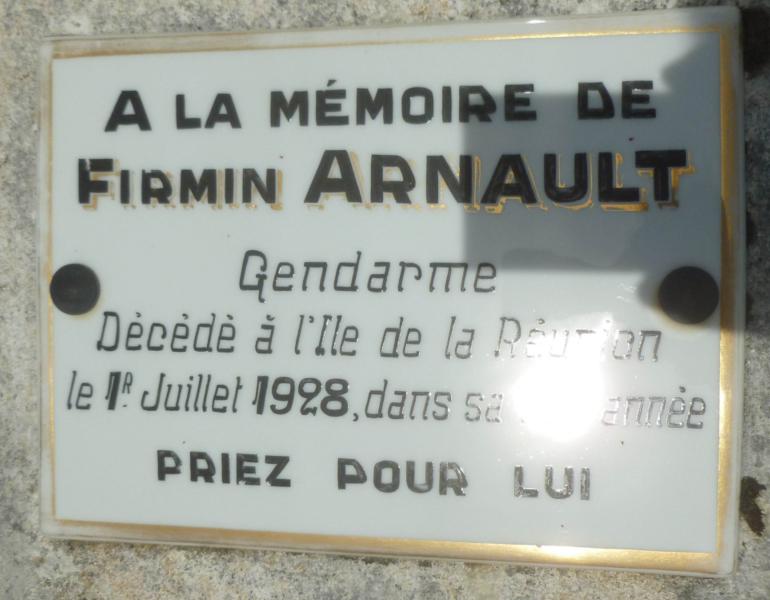 A LA MÉMOIRE DE
FIRMIN ARNAULT
Gendarme
Décédé à l'Ile de la Réunion
le 1R Juillet 1928, dans sa année
PRIEZ POUR LUI